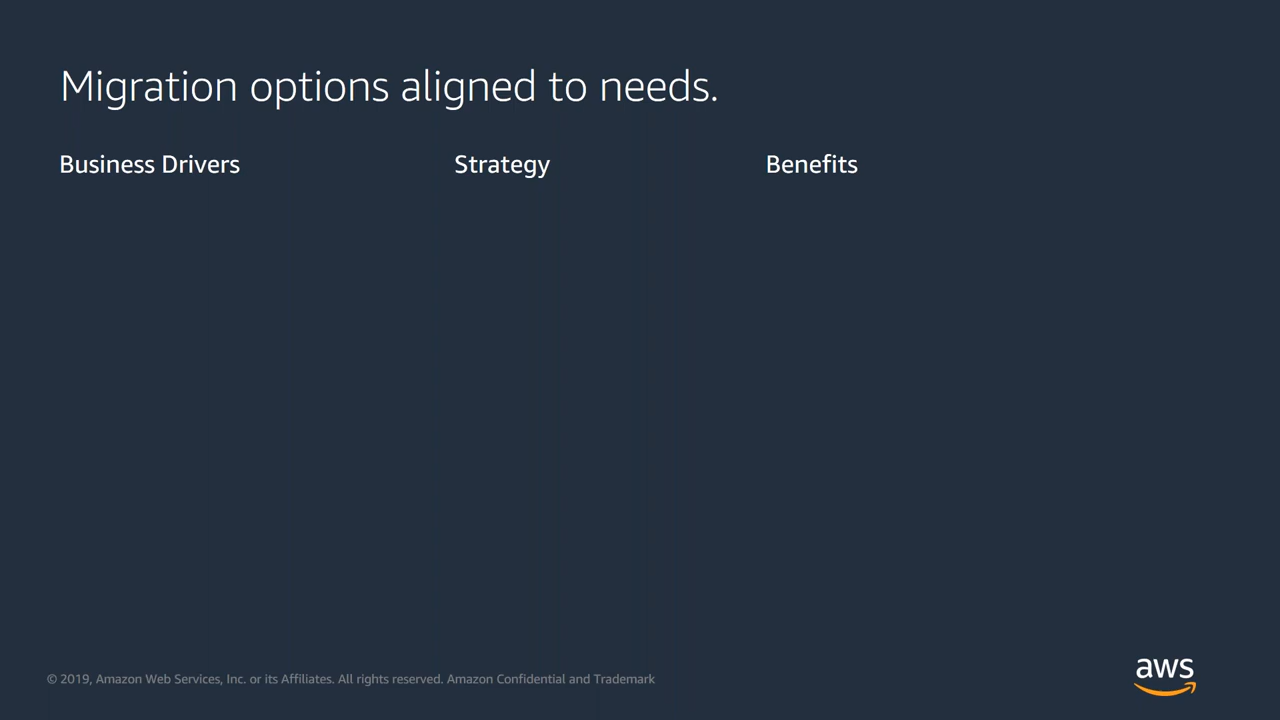 Migration options aligned to needs.
Business Drivers
Strategy
Benefits
© 2019, Amazon Web Services, Inc. or its Affiliates. All rights reserved. Amazon Confidential and Trademark
aws